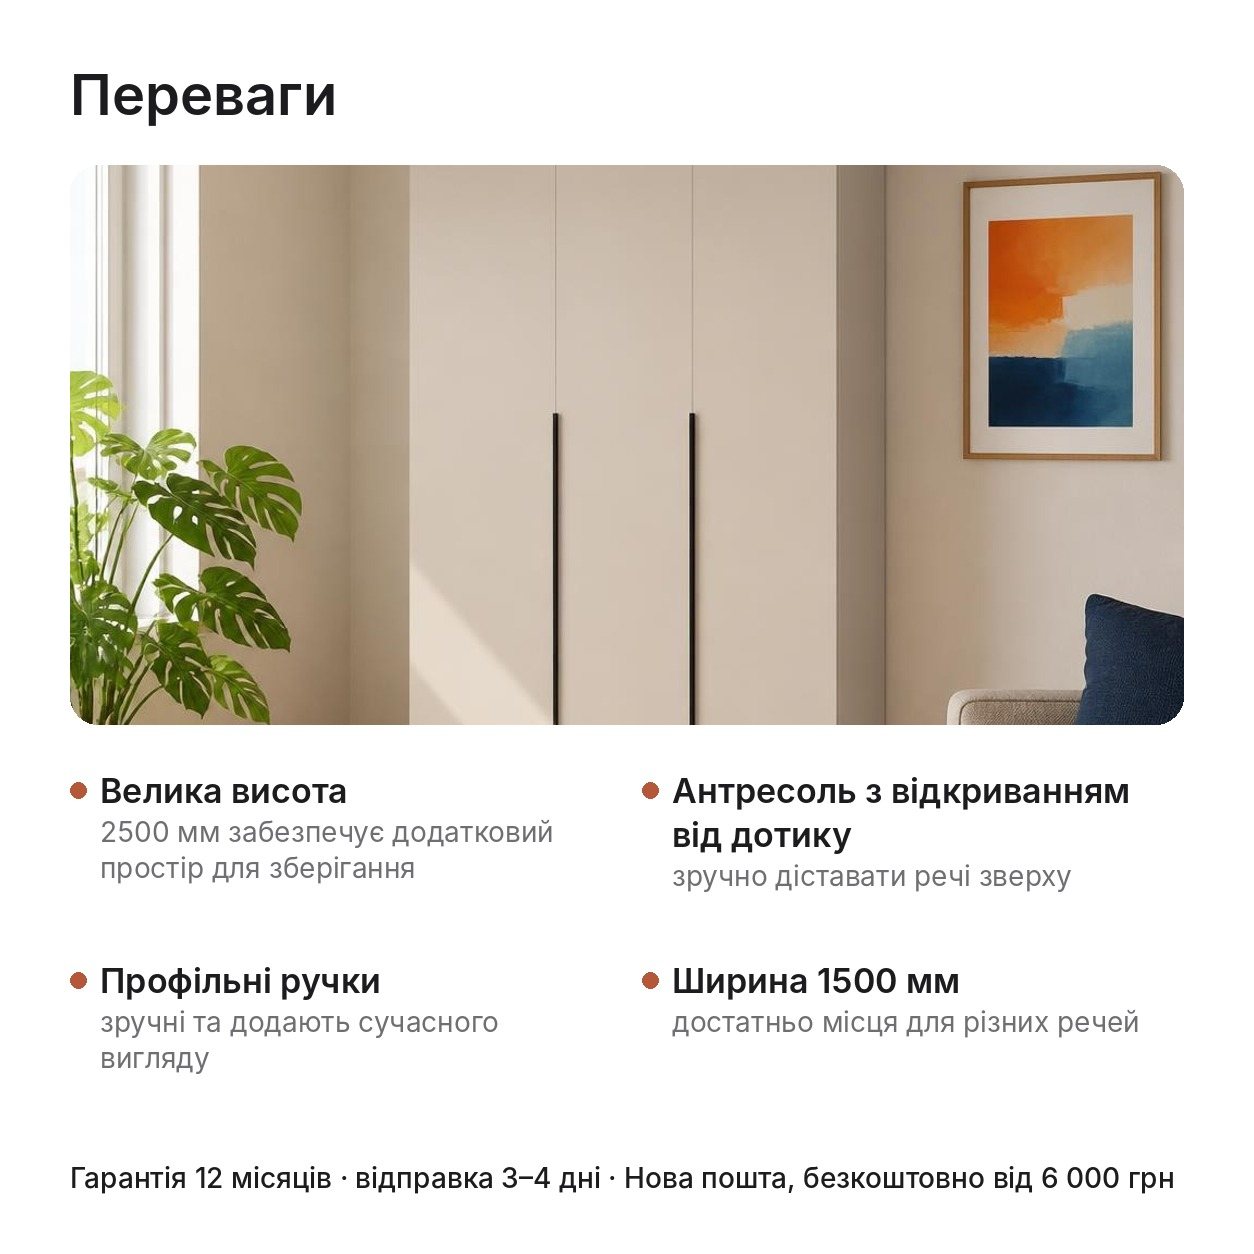 Переваги
Велика висота
2500 мм забезпечує додатковий
простір для зберігання
Антресоль з відкриванням
від дотику
зручно діставати речі зверху
Профільні ручки
зручні та додають сучасного
вигляду
Ширина 1500 мм
достатньо місця для різних речей
Гарантія 12 місяців · відправка 3–4 дні · Нова пошта, безкоштовно від 6 000 грн